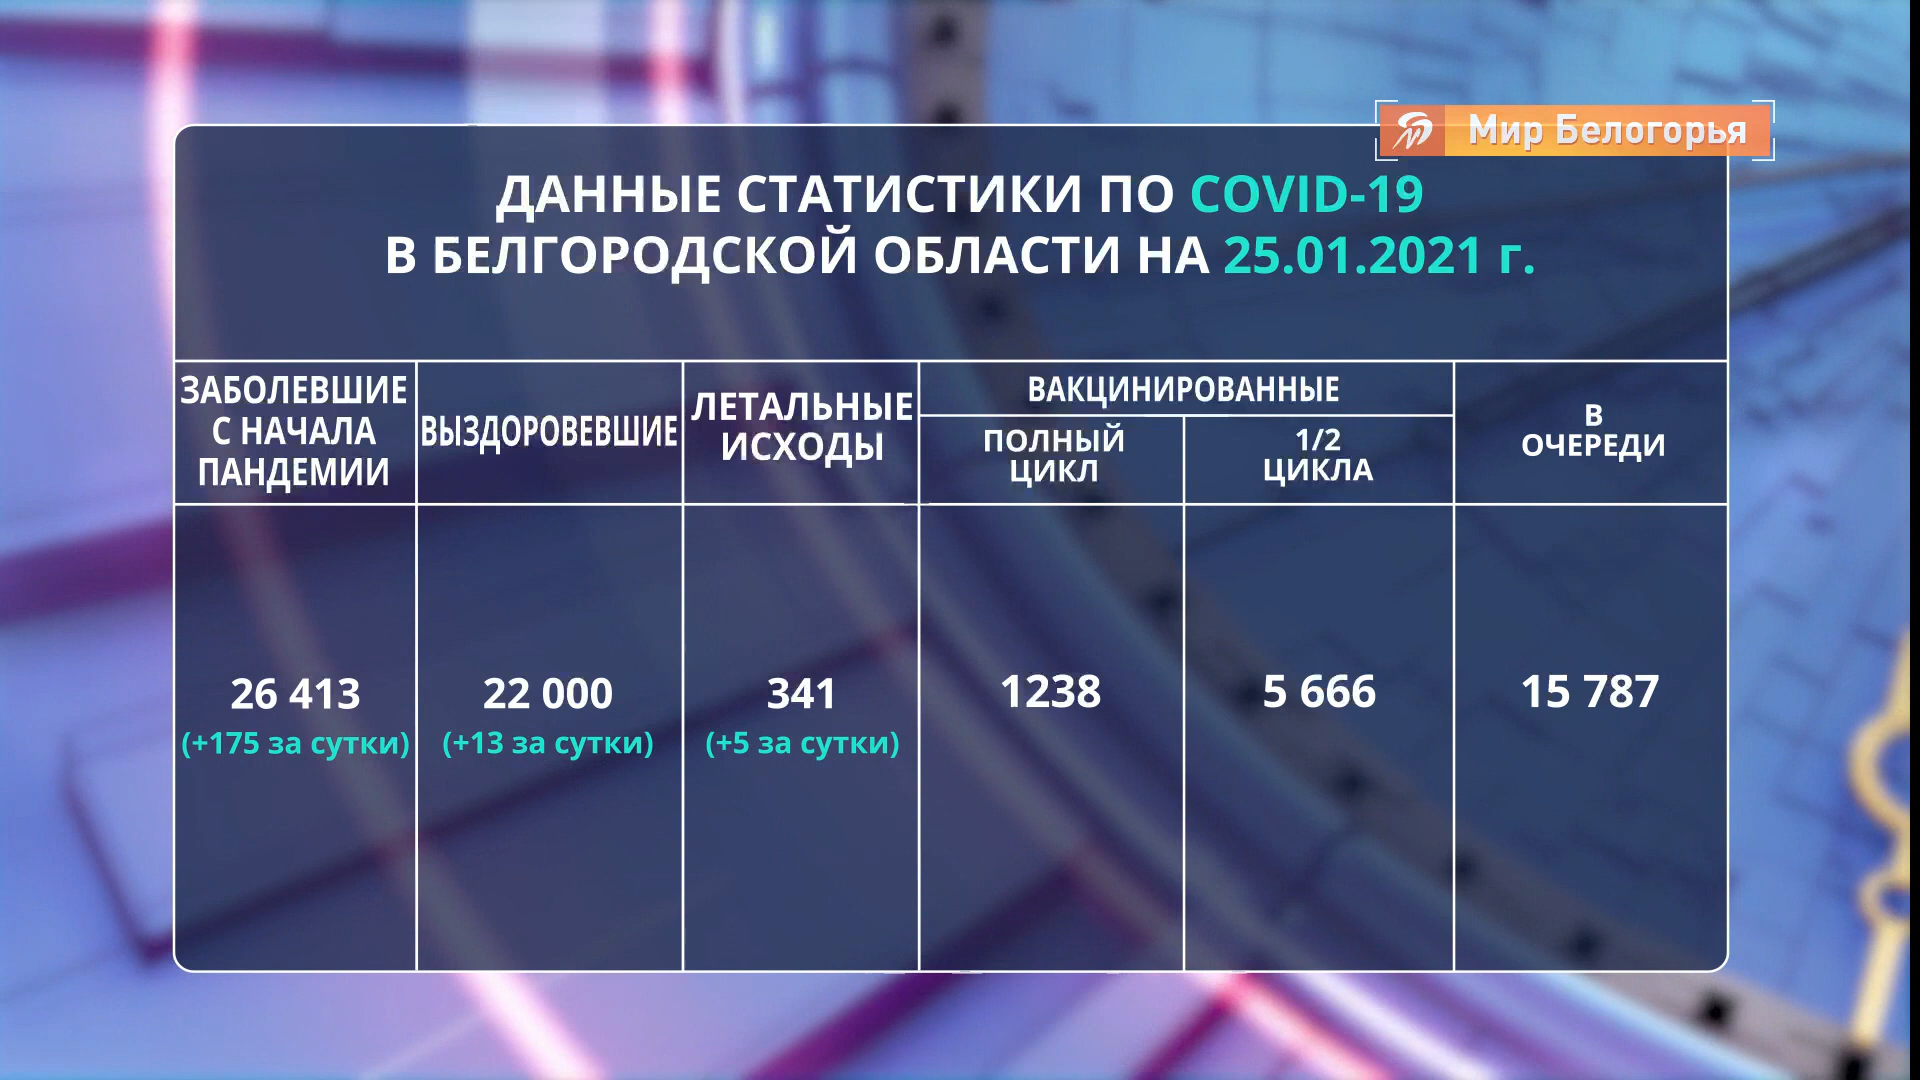 Мир Белогорья
ДАННЫЕ СТАТИСТИКИ ПО COVID-19
В БЕЛГОРОДСКОЙ ОБЛАСТИ НА 25.01.2021 г.
ЗАБОЛЕВШИЕ
С НАЧАЛА
ПАНДЕМИИ
ВЫЗДОРОВЕВШИЕ
ЛЕТАЛЬНЫЕ
ИСХОДЫ
ВАКЦИНИРОВАННЫЕ
ПОЛНЫЙ
ЦИКЛ
1/2
ЦИКЛА
В
ОЧЕРЕДИ
26 413
(+175 за сутки)
22 000
(+13 за сутки)
341
(+5 за сутки)
1238
5 666
15 787